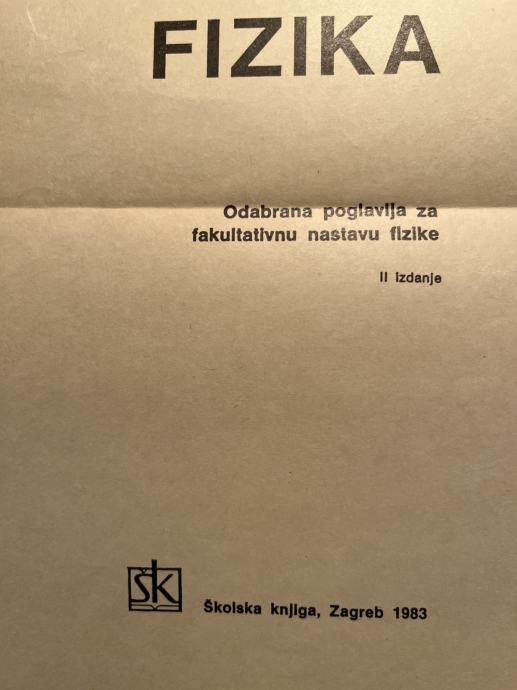 FIZIKA
Odabrana poglavlja za
fakultativnu nastavu fizike
II izdanje
ŠK
Školska knjiga, Zagreb 1983